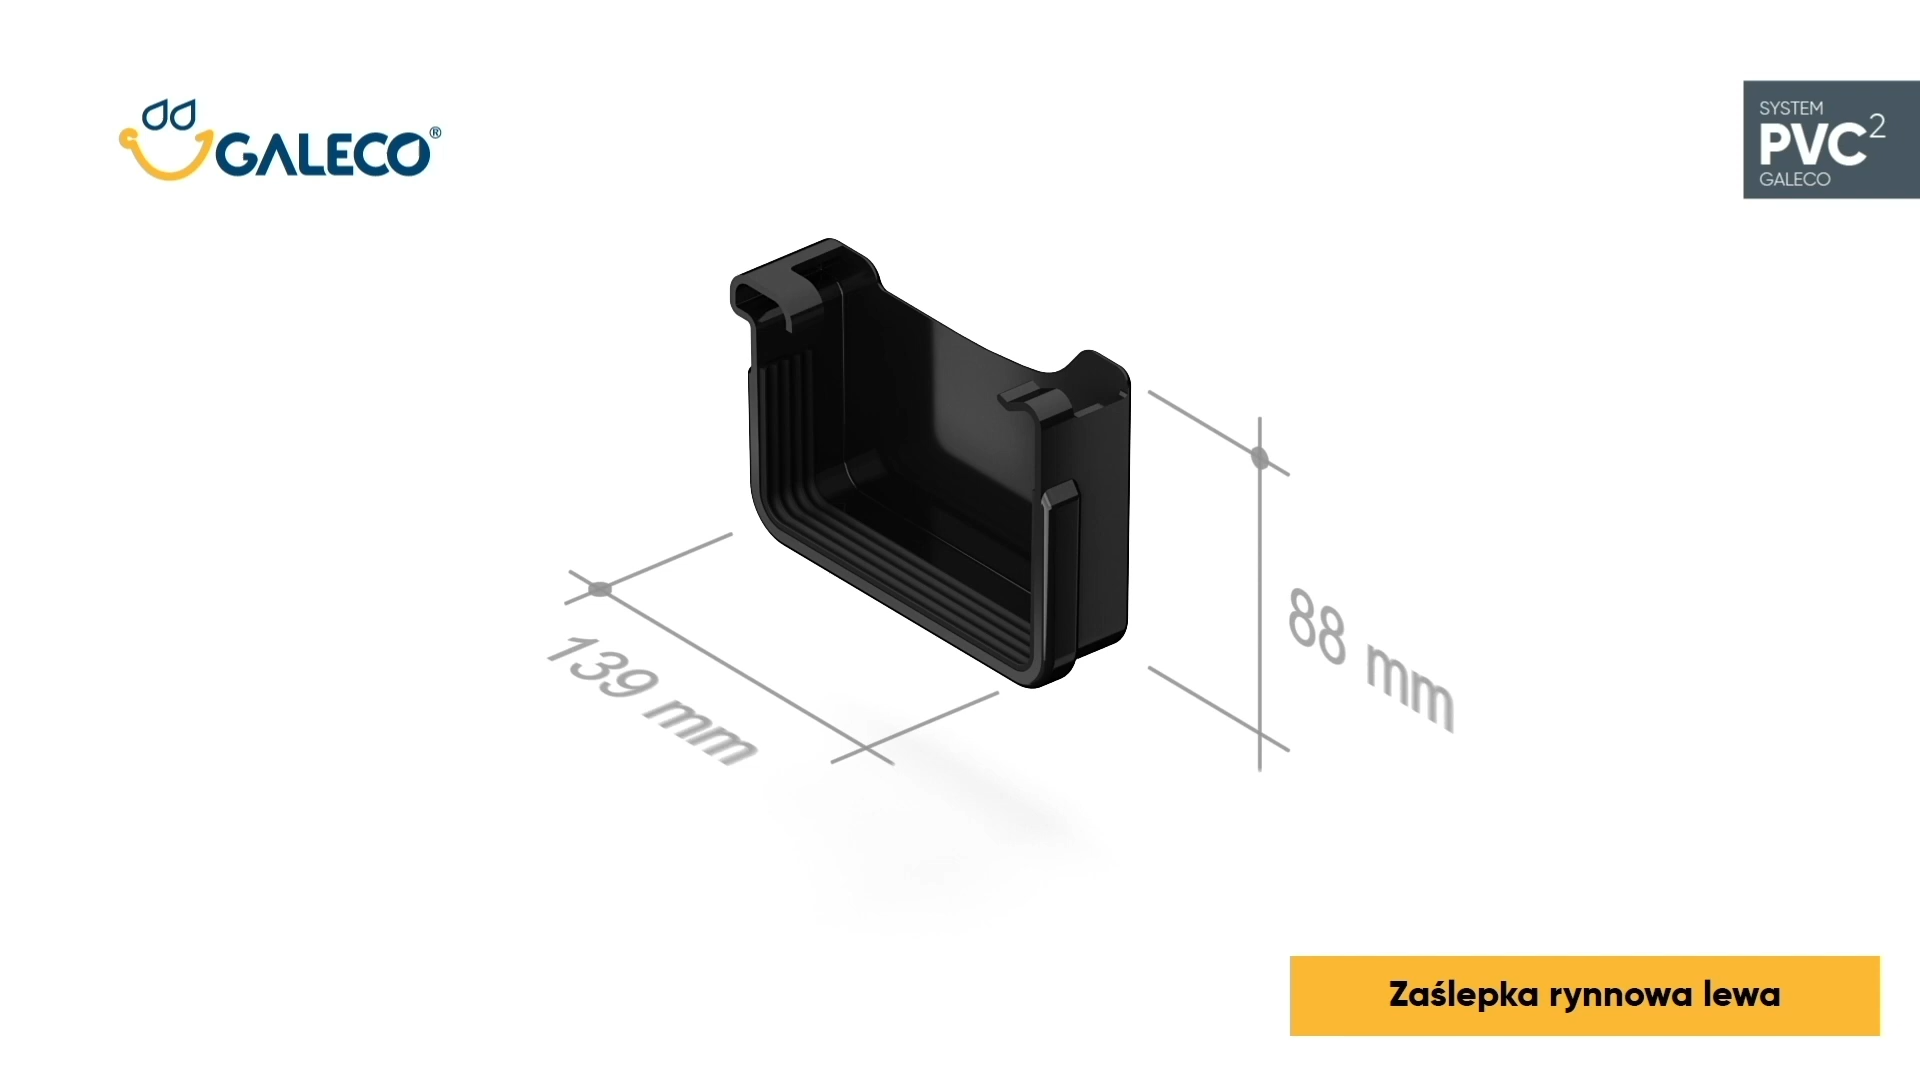 GALECO®
SYSTEM
PVC²
GALECO
88 mm
139 mm
Zaślepka rynnowa lewa